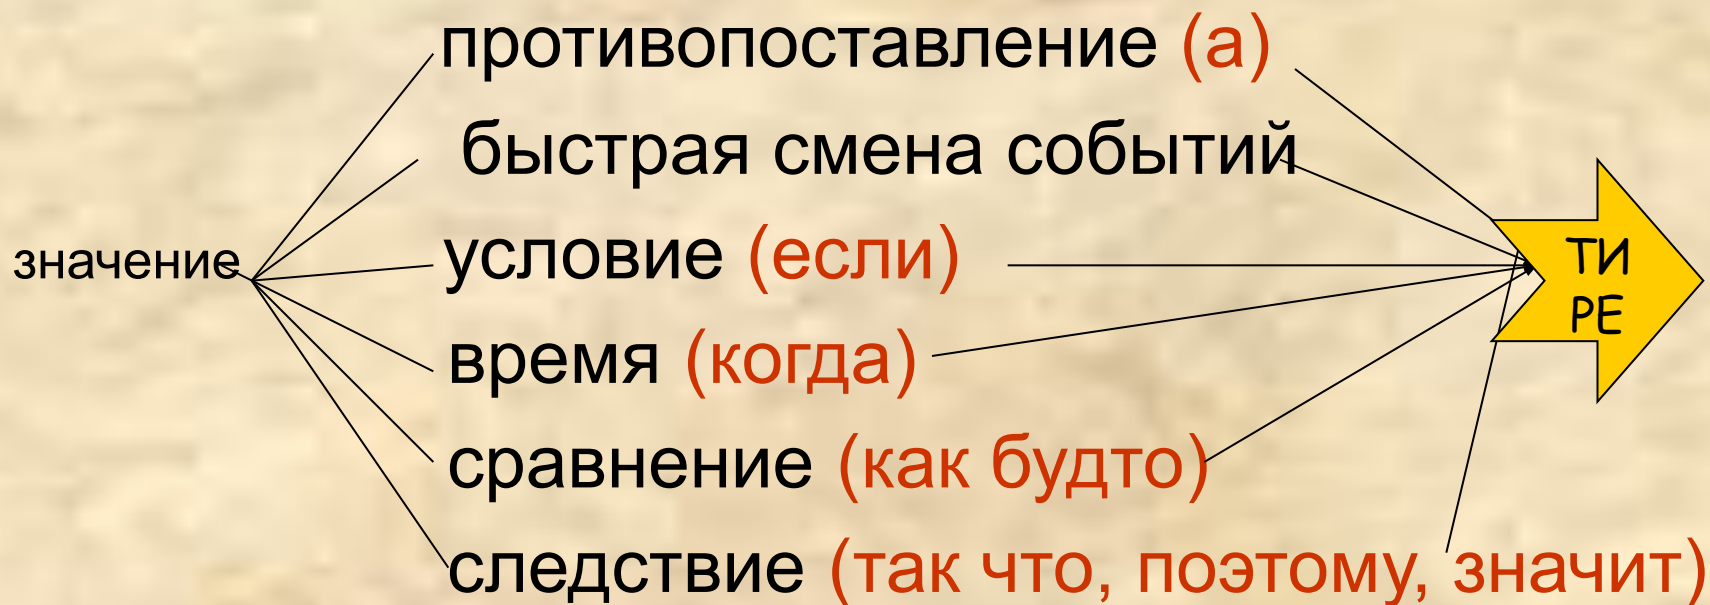 противопоставление (а)
быстрая смена событий
значение
условие (если)
время (когда)
сравнение (как будто)
следствие (так что, поэтому, значит)
ТИ
РЕ